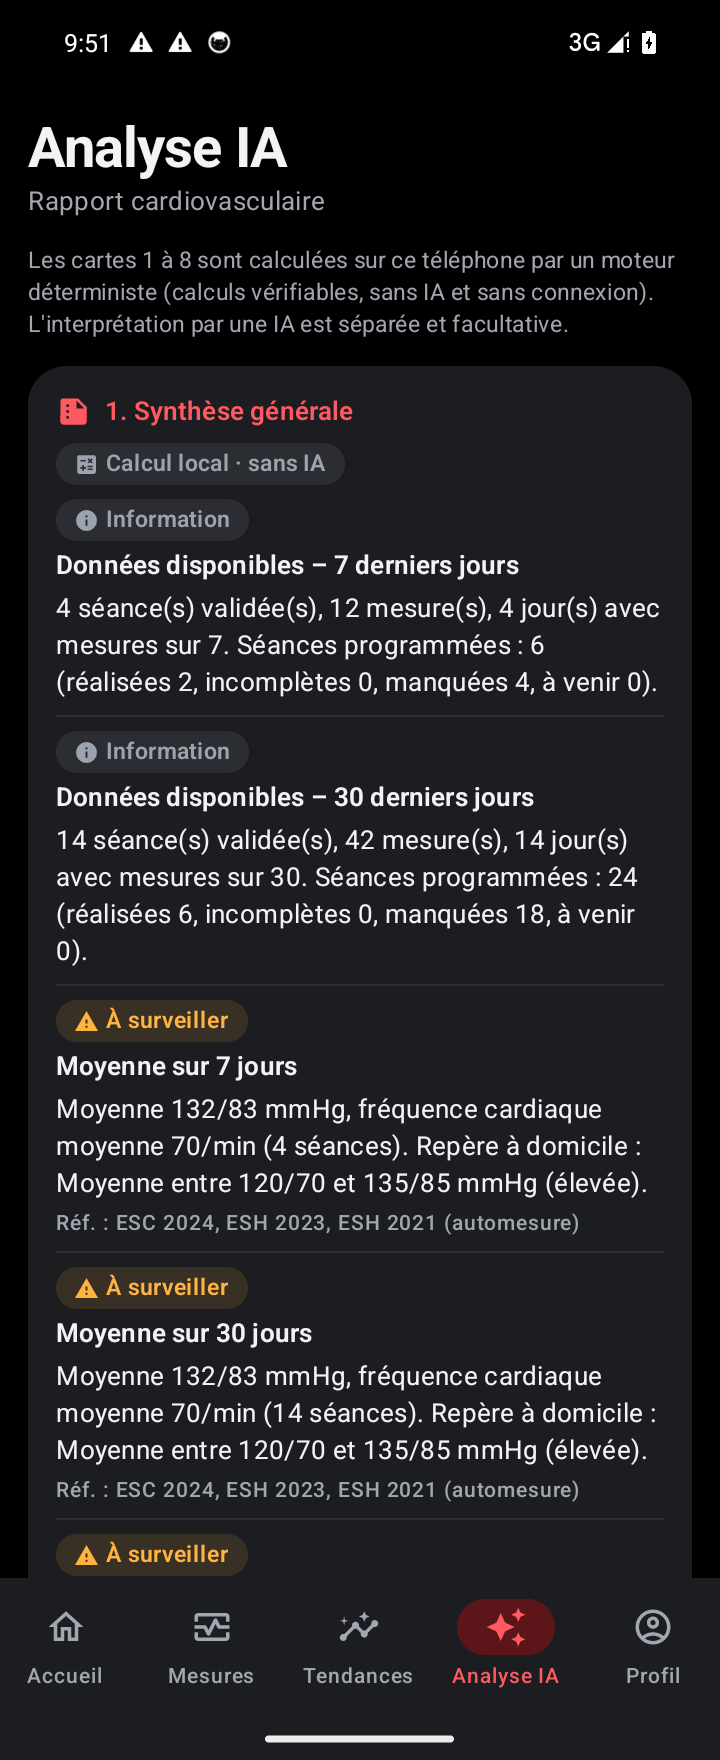 9:51
3G
Analyse IA
Rapport cardiovasculaire
Les cartes 1 à 8 sont calculées sur ce téléphone par un moteur
déterministe (calculs vérifiables, sans IA et sans connexion).
L'interprétation par une IA est séparée et facultative.
1. Synthèse générale
Calcul local · sans IA
Information
Données disponibles – 7 derniers jours
4 séance(s) validée(s), 12 mesure(s), 4 jour(s) avec
mesures sur 7. Séances programmées : 6
(réalisées 2, incomplètes 0, manquées 4, à venir 0).
Information
Données disponibles – 30 derniers jours
14 séance(s) validée(s), 42 mesure(s), 14 jour(s)
avec mesures sur 30. Séances programmées : 24
(réalisées 6, incomplètes 0, manquées 18, à venir
0).
À surveiller
Moyenne sur 7 jours
Moyenne 132/83 mmHg, fréquence cardiaque
moyenne 70/min (4 séances). Repère à domicile :
Moyenne entre 120/70 et 135/85 mmHg (élevée).
Réf. : ESC 2024, ESH 2023, ESH 2021 (automesure)
À surveiller
Moyenne sur 30 jours
Moyenne 132/83 mmHg, fréquence cardiaque
moyenne 70/min (14 séances). Repère à domicile :
Moyenne entre 120/70 et 135/85 mmHg (élevée).
Réf. : ESC 2024, ESH 2023, ESH 2021 (automesure)
À surveiller
Accueil
Mesures
Tendances
Analyse IA
Profil